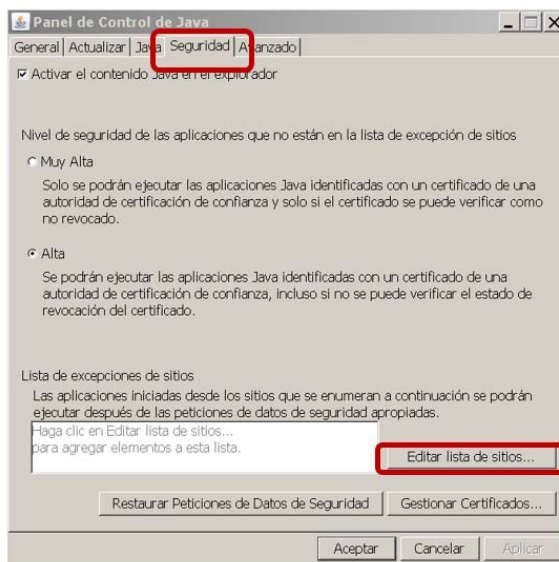 Panel de Control de Java
General Actualizar Java Seguridad Avanzado
Activar el contenido Java en el explorador
Nivel de seguridad de las aplicaciones que no están en la lista de excepción de sitios
Muy Alta
Solo se podrán ejecutar las aplicaciones Java identificadas con un certificado de una
autoridad de certificación de confianza y solo si el certificado se puede verificar como
no revocado.
Alta
Se podrán ejecutar las aplicaciones Java identificadas con un certificado de una
autoridad de certificación de confianza, incluso si no se puede verificar el estado de
revocación del certificado.
Lista de excepciones de sitios
Las aplicaciones iniciadas desde los sitios que se enumeran a continuación se podrán
ejecutar después de las peticiones de datos de seguridad apropiadas.
Haga clic en Editar lista de sitios...
para agregar elementos a esta lista.
Editar lista de sitios...
Restaurar Peticiones de Datos de Seguridad Gestionar Certificados...
Aceptar Cancelar Aplicar